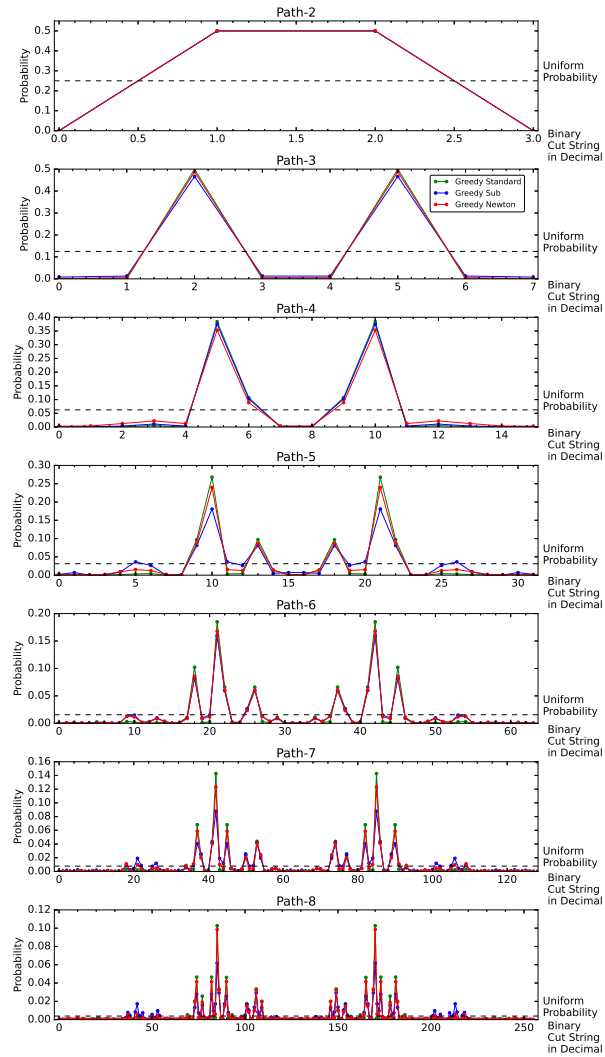 Path-2
0.5
0.4
0.3
0.2
0.1
0.0
Probability
Uniform
Probability
0.0 0.5 1.0 1.5 2.0 2.5 3.0
Binary
Cut String
in Decimal
Path-3
0.5
0.4
0.3
0.2
0.1
0.0
Probability
Greedy Standard
Greedy Sub
Greedy Newton
Uniform
Probability
0 1 2 3 4 5 6 7
Binary
Cut String
in Decimal
Path-4
0.40
0.35
0.30
0.25
0.20
0.15
0.10
0.05
0.00
Probability
Uniform
Probability
0 2 4 6 8 10 12 14
Binary
Cut String
in Decimal
Path-5
0.30
0.25
0.20
0.15
0.10
0.05
0.00
Probability
Uniform
Probability
0 5 10 15 20 25 30
Binary
Cut String
in Decimal
Path-6
0.20
0.15
0.10
0.05
0.00
Probability
Uniform
Probability
0 10 20 30 40 50 60
Binary
Cut String
in Decimal
Path-7
0.16
0.14
0.12
0.10
0.08
0.06
0.04
0.02
0.00
Probability
Uniform
Probability
0 20 40 60 80 100 120
Binary
Cut String
in Decimal
Path-8
0.12
0.10
0.08
0.06
0.04
0.02
0.00
Probability
Uniform
Probability
0 50 100 150 200 250
Binary
Cut String
in Decimal